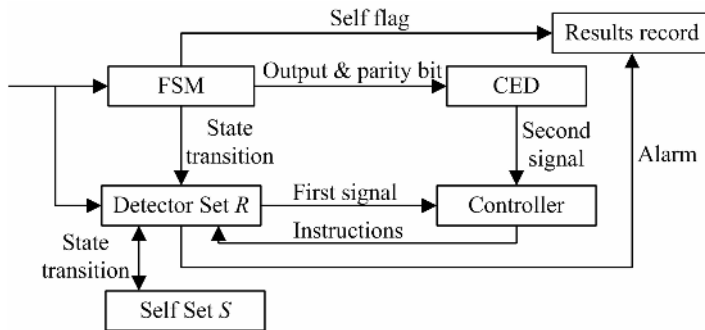 Self flag
Results record
FSM
Output & parity bit
CED
State
transition
Second
signal
Alarm
Detector Set R
First signal
Controller
Instructions
State
transition
Self Set S